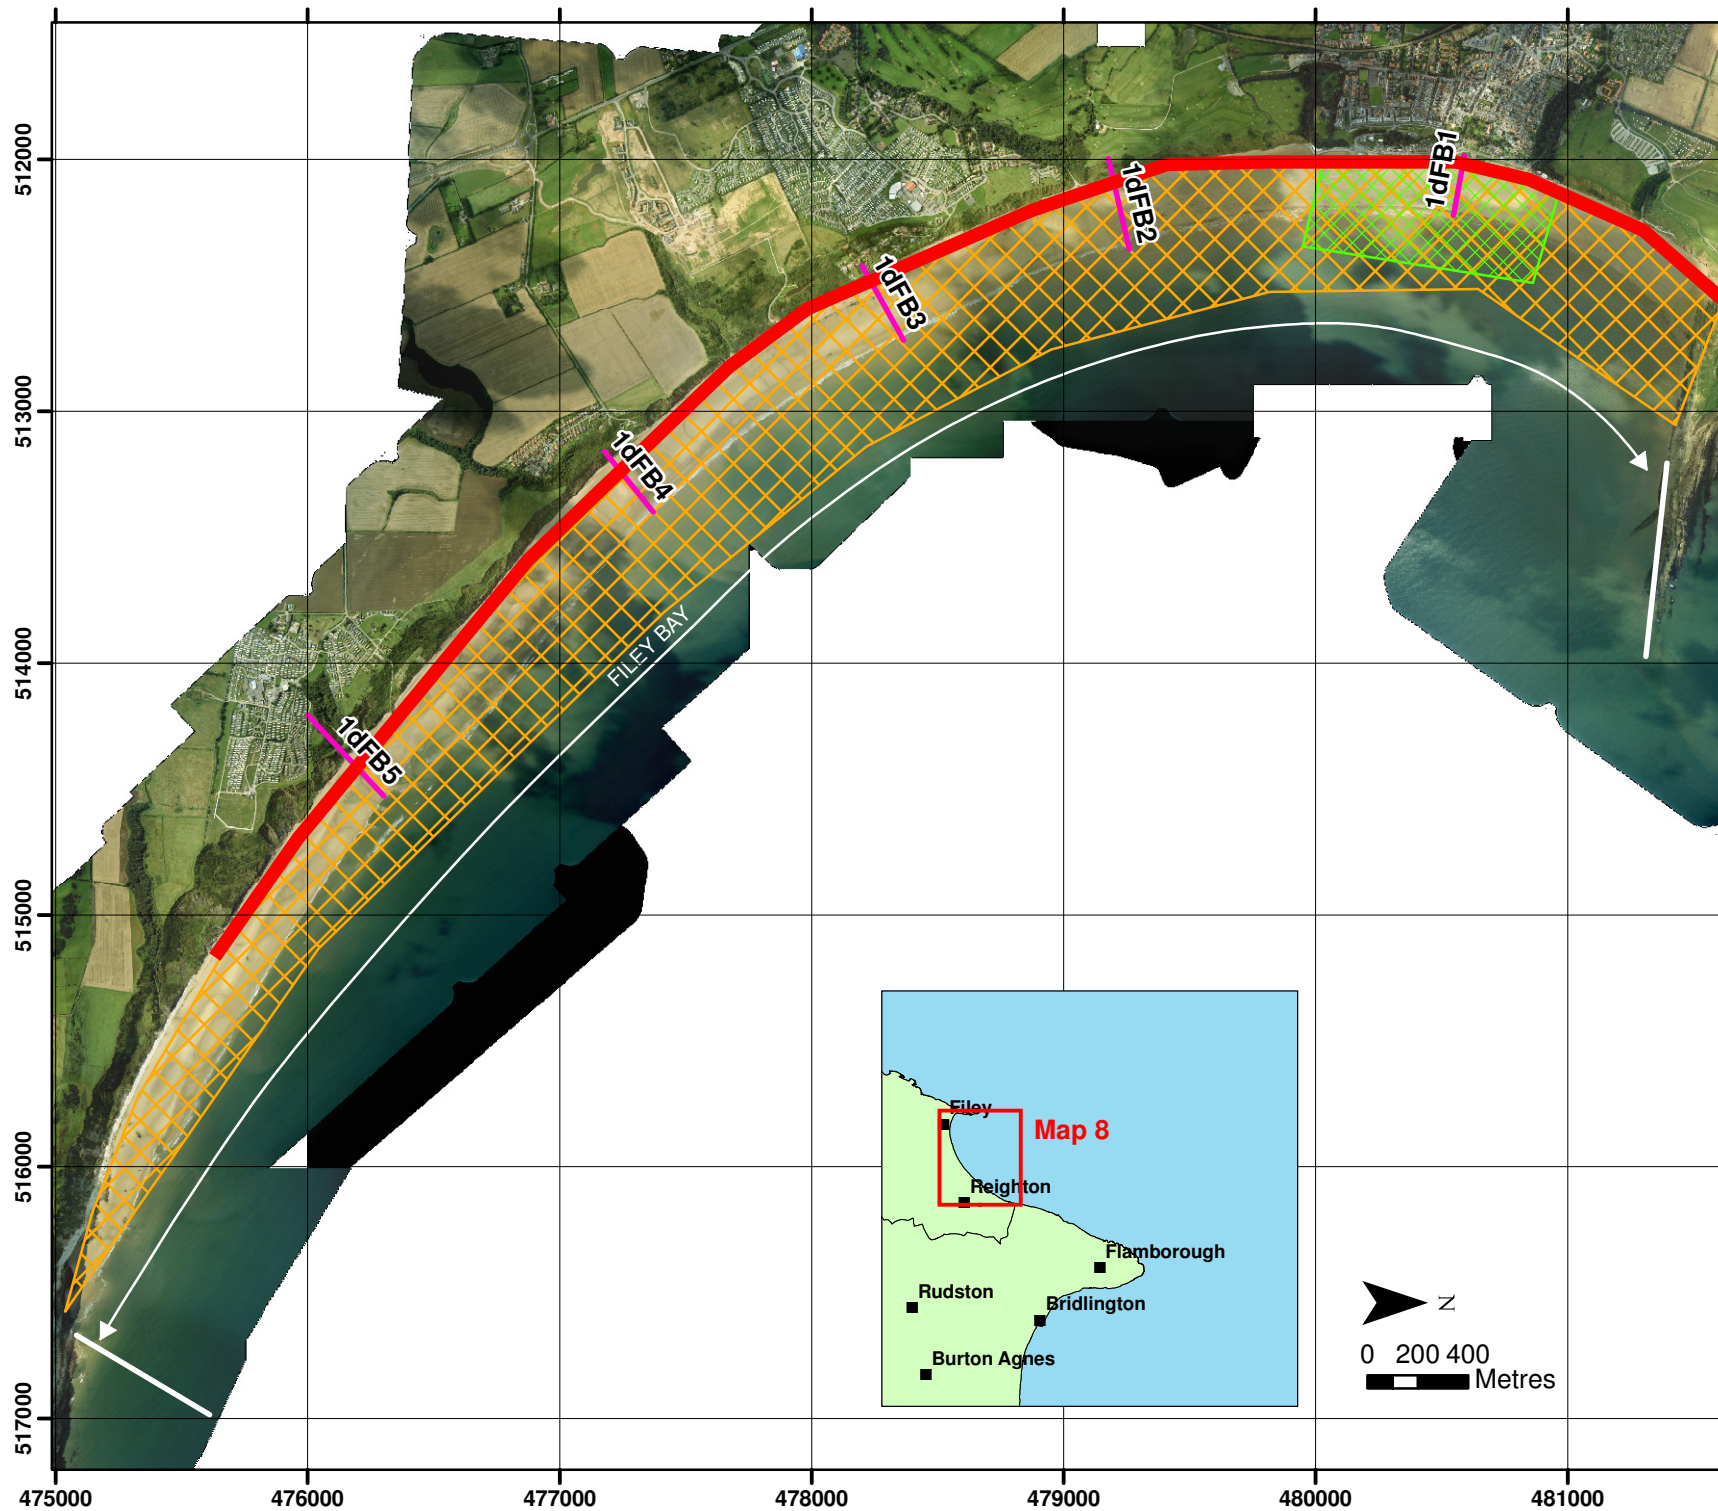 512000
513000
514000
515000
516000
517000
1dFB1
1dFB2
1dFB3
1dFB4
1dFB5
FILEY BAY
Filey
Map 8
Reighton
Flamborough
Rudston
Bridlington
Burton Agnes
N
0 200 400
Metres
475000 476000 477000 478000 479000 480000 481000